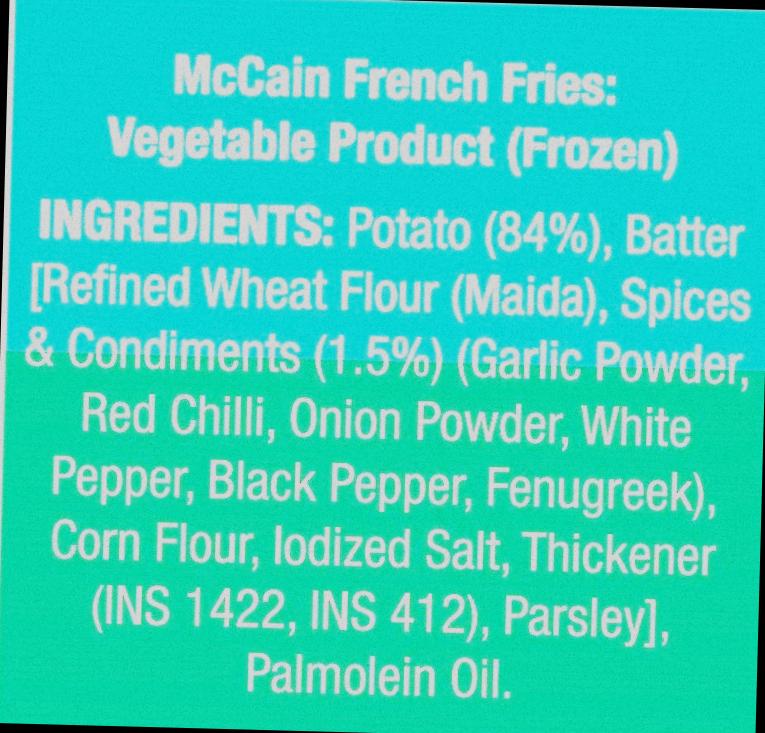 McCain French Fries:
Vegetable Product (Frozen)
INGREDIENTS: Potato (84%), Batter
[Refined Wheat Flour (Maida), Spices
& Condiments (1.5%) (Garlic Powder,
Red Chilli, Onion Powder, White
Pepper, Black Pepper, Fenugreek),
Corn Flour, Iodized Salt, Thickener
(INS 1422, INS 412), Parsley],
Palmolein Oil.